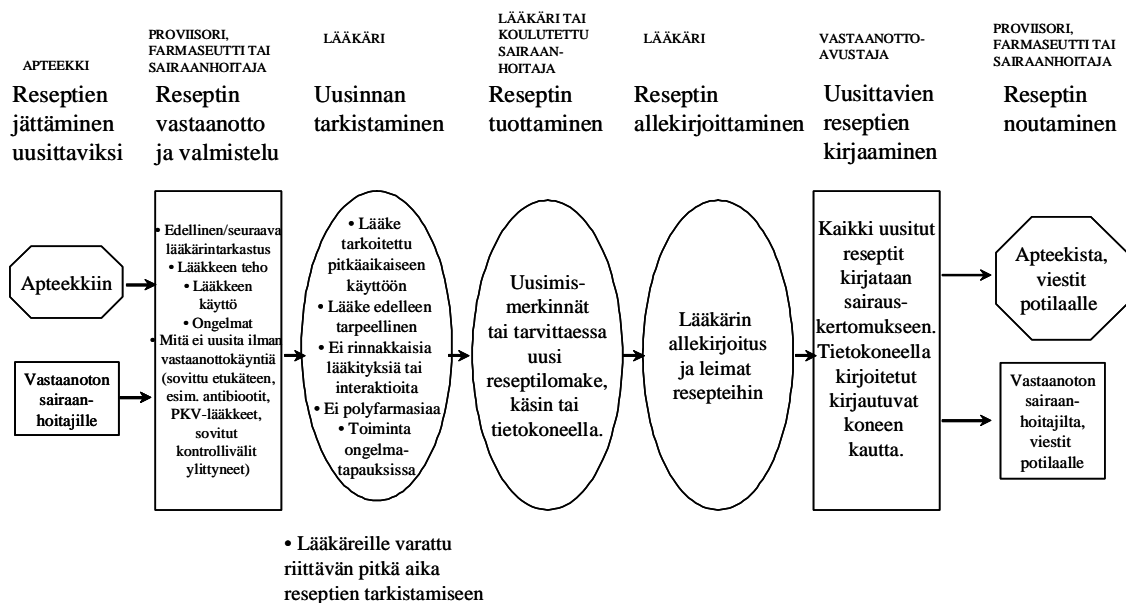 APTEEKKI
Reseptien
jättäminen
uusittaviksi
PROVIISORI,
FARMASEUTTI TAI
SAIRAANHOITAJA
Reseptin
vastaanotto
ja valmistelu
LÄÄKÄRI
Uusinnan
tarkistaminen
LÄÄKÄRI TAI
KOULUTETTU
SAIRAAN-
HOITAJA
Reseptin
tuottaminen
LÄÄKÄRI
Reseptin
allekirjoittaminen
VASTAANOTTO-
AVUSTAJA
Uusittavien
reseptien
kirjaaminen
PROVIISORI,
FARMASEUTTI TAI
SAIRAANHOITAJA
Reseptin
noutaminen
Apteekkiin
Vastaanoton
sairaan-
hoitajille
• Edellinen/seuraava
lääkärintarkastus
• Lääkkeen teho
• Lääkkeen
käyttö
• Ongelmat
• Mitä ei uusita ilman
vastaanottokäyntiä
(sovittu etukäteen,
esim. antibiootit,
PKV-lääkkeet,
sovitut
kontrollivälit
ylittyneet)
• Lääke
tarkoitettu
pitkäaikaiseen
käyttöön
• Lääke edelleen
tarpeellinen
• Ei rinnakkaisia
lääkityksiä tai
interaktioita
• Ei polyfarmasiaa
• Toiminta
ongelma-
tapauksissa
Uusimis-
merkinnät
tai tarvittaessa
uusi
reseptilomake,
käsin tai
tietokoneella.
Lääkärin
allekirjoitus
ja leimat
resepteihin
Kaikki uusitut
reseptit
kirjataan
sairaus-
kertomukseen.
Tietokoneella
kirjoitetut
kirjautuvat
koneen
kautta.
Apteekista,
viestit
potilaalle
Vastaanoton
sairaan-
hoitajilta,
viestit
potilaalle
• Lääkäreille varattu
riittävän pitkä aika
reseptien tarkistamiseen